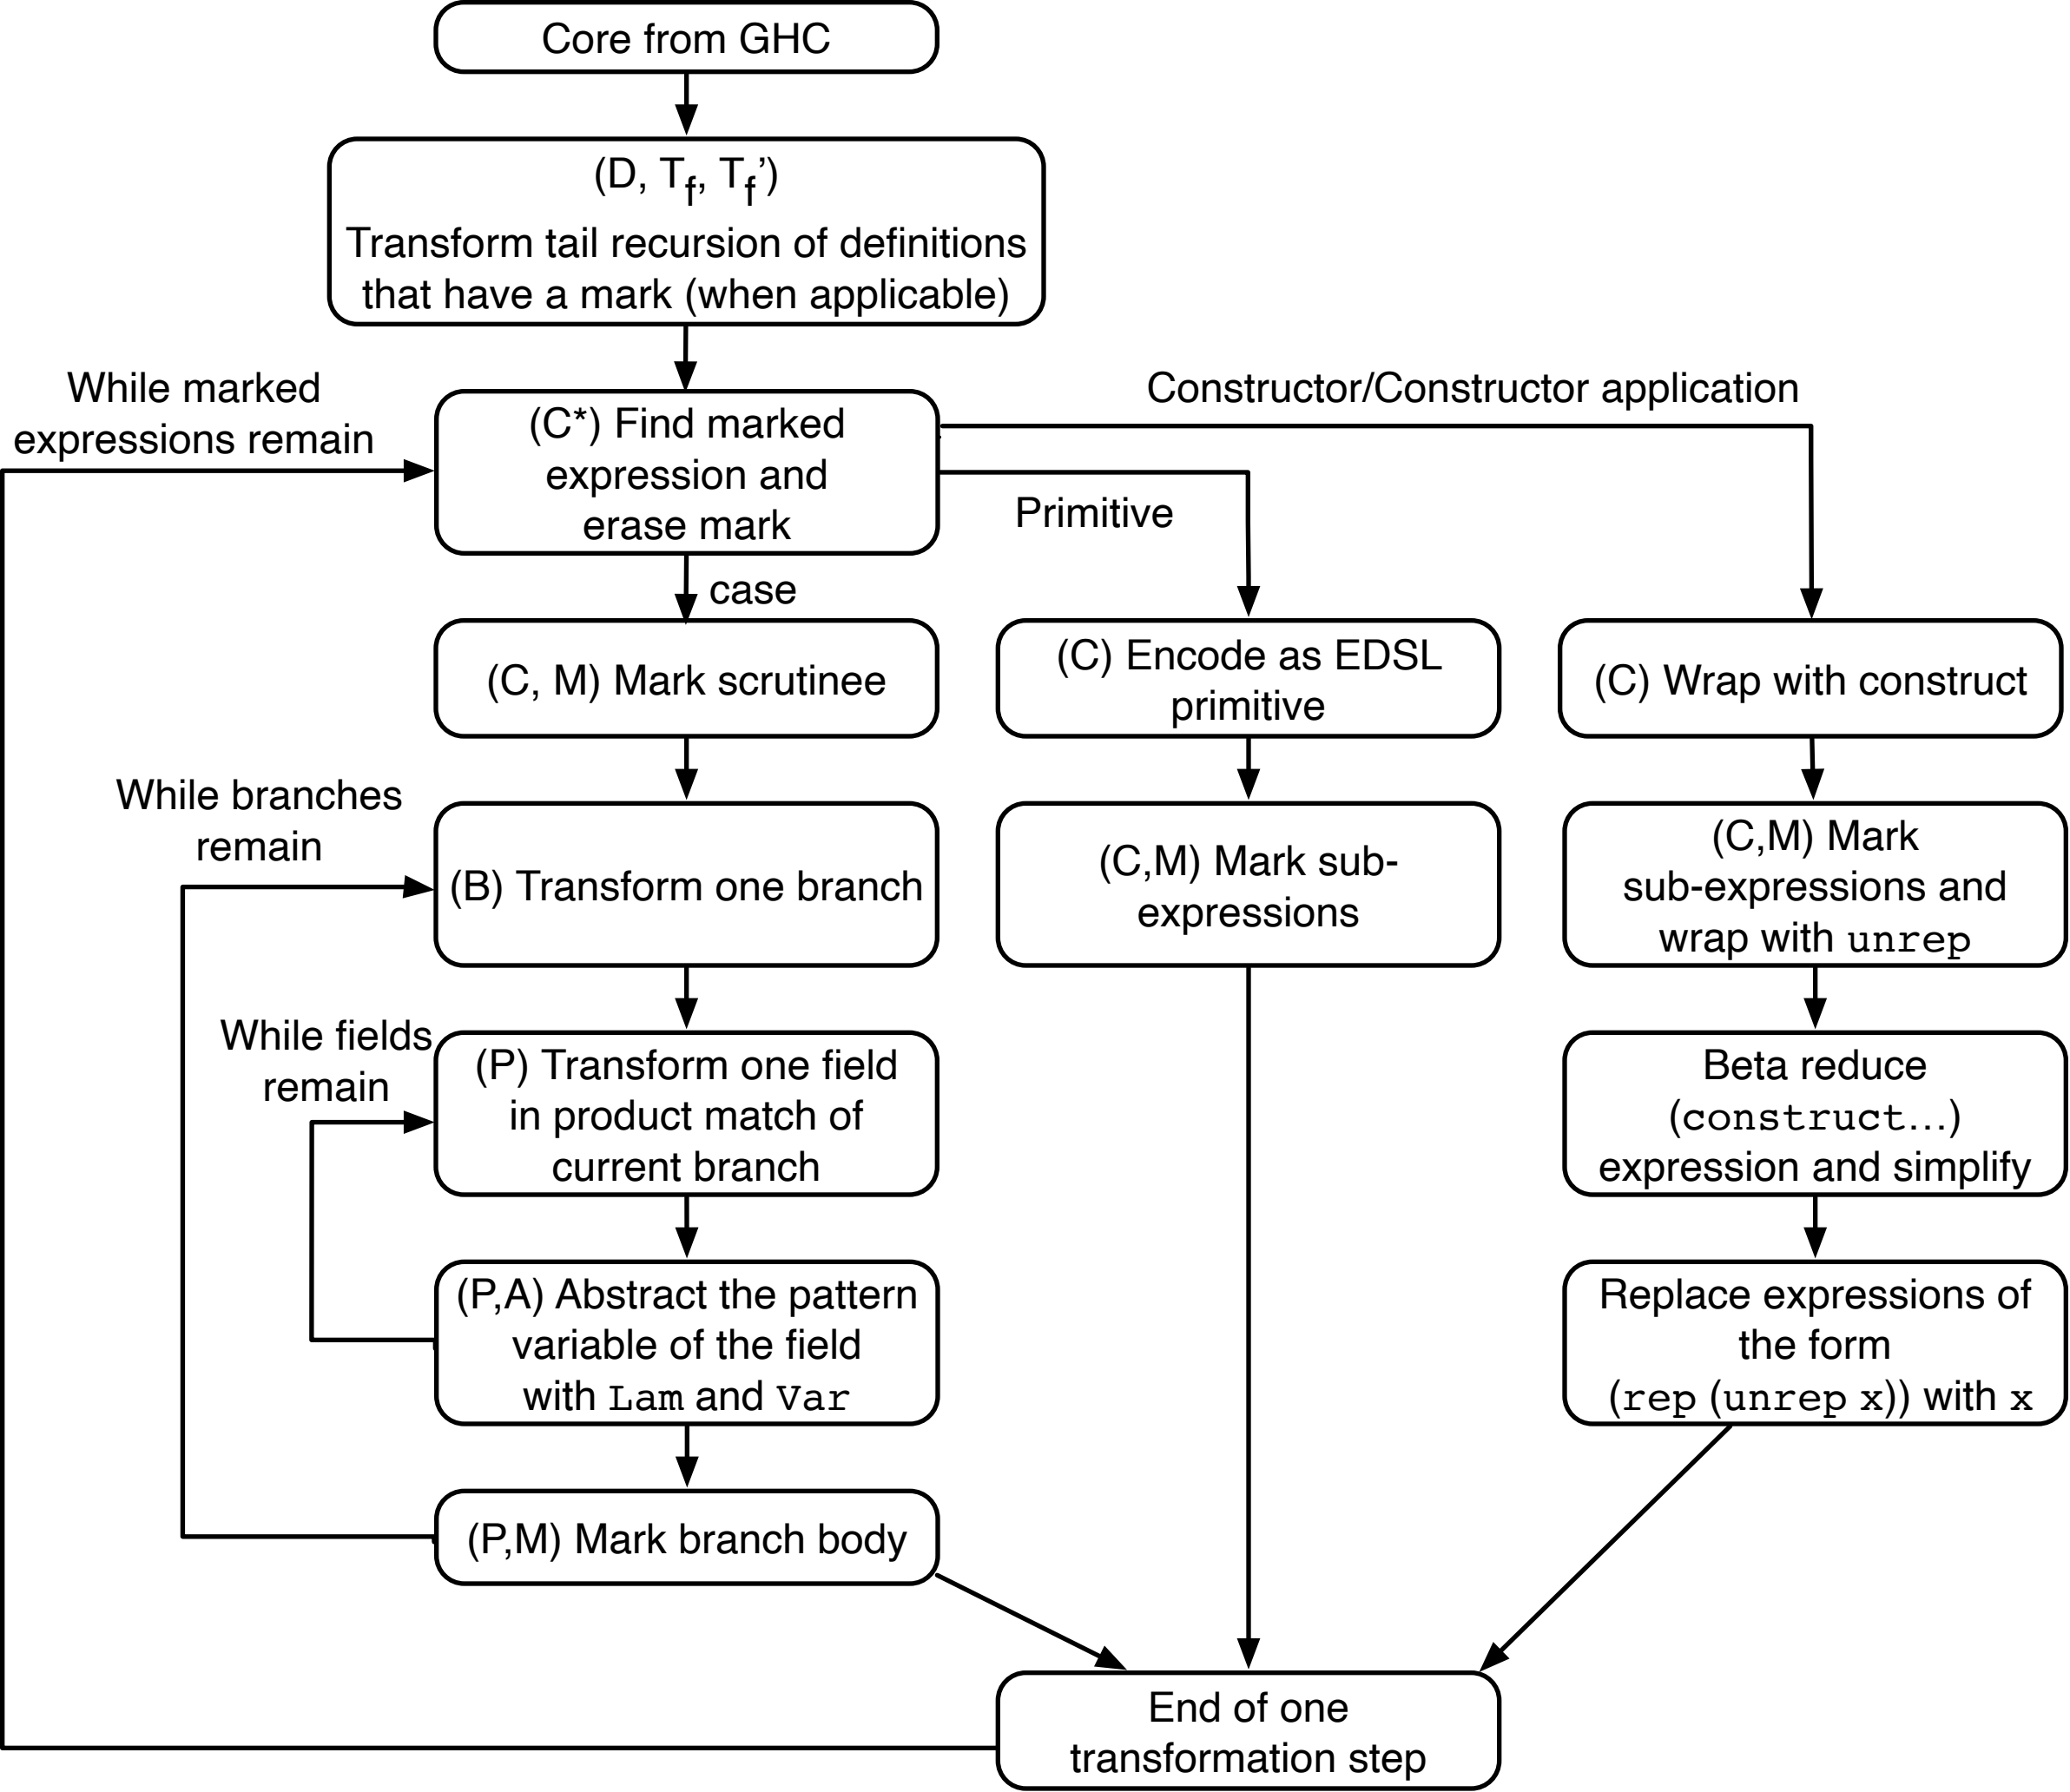 Core from GHC
(D, Tf, Tf’)
Transform tail recursion of definitions
that have a mark (when applicable)
While marked
expressions remain
(C*) Find marked
expression and
erase mark
Constructor/Constructor application
Primitive
case
(C, M) Mark scrutinee
(C) Encode as EDSL
primitive
(C) Wrap with construct
While branches
remain
(B) Transform one branch
(C,M) Mark sub-
expressions
(C,M) Mark
sub-expressions and
wrap with unrep
While fields
remain
(P) Transform one field
in product match of
current branch
Beta reduce
(construct...)
expression and simplify
(P,A) Abstract the pattern
variable of the field
with Lam and Var
Replace expressions of
the form
(rep (unrep x)) with x
(P,M) Mark branch body
End of one
transformation step